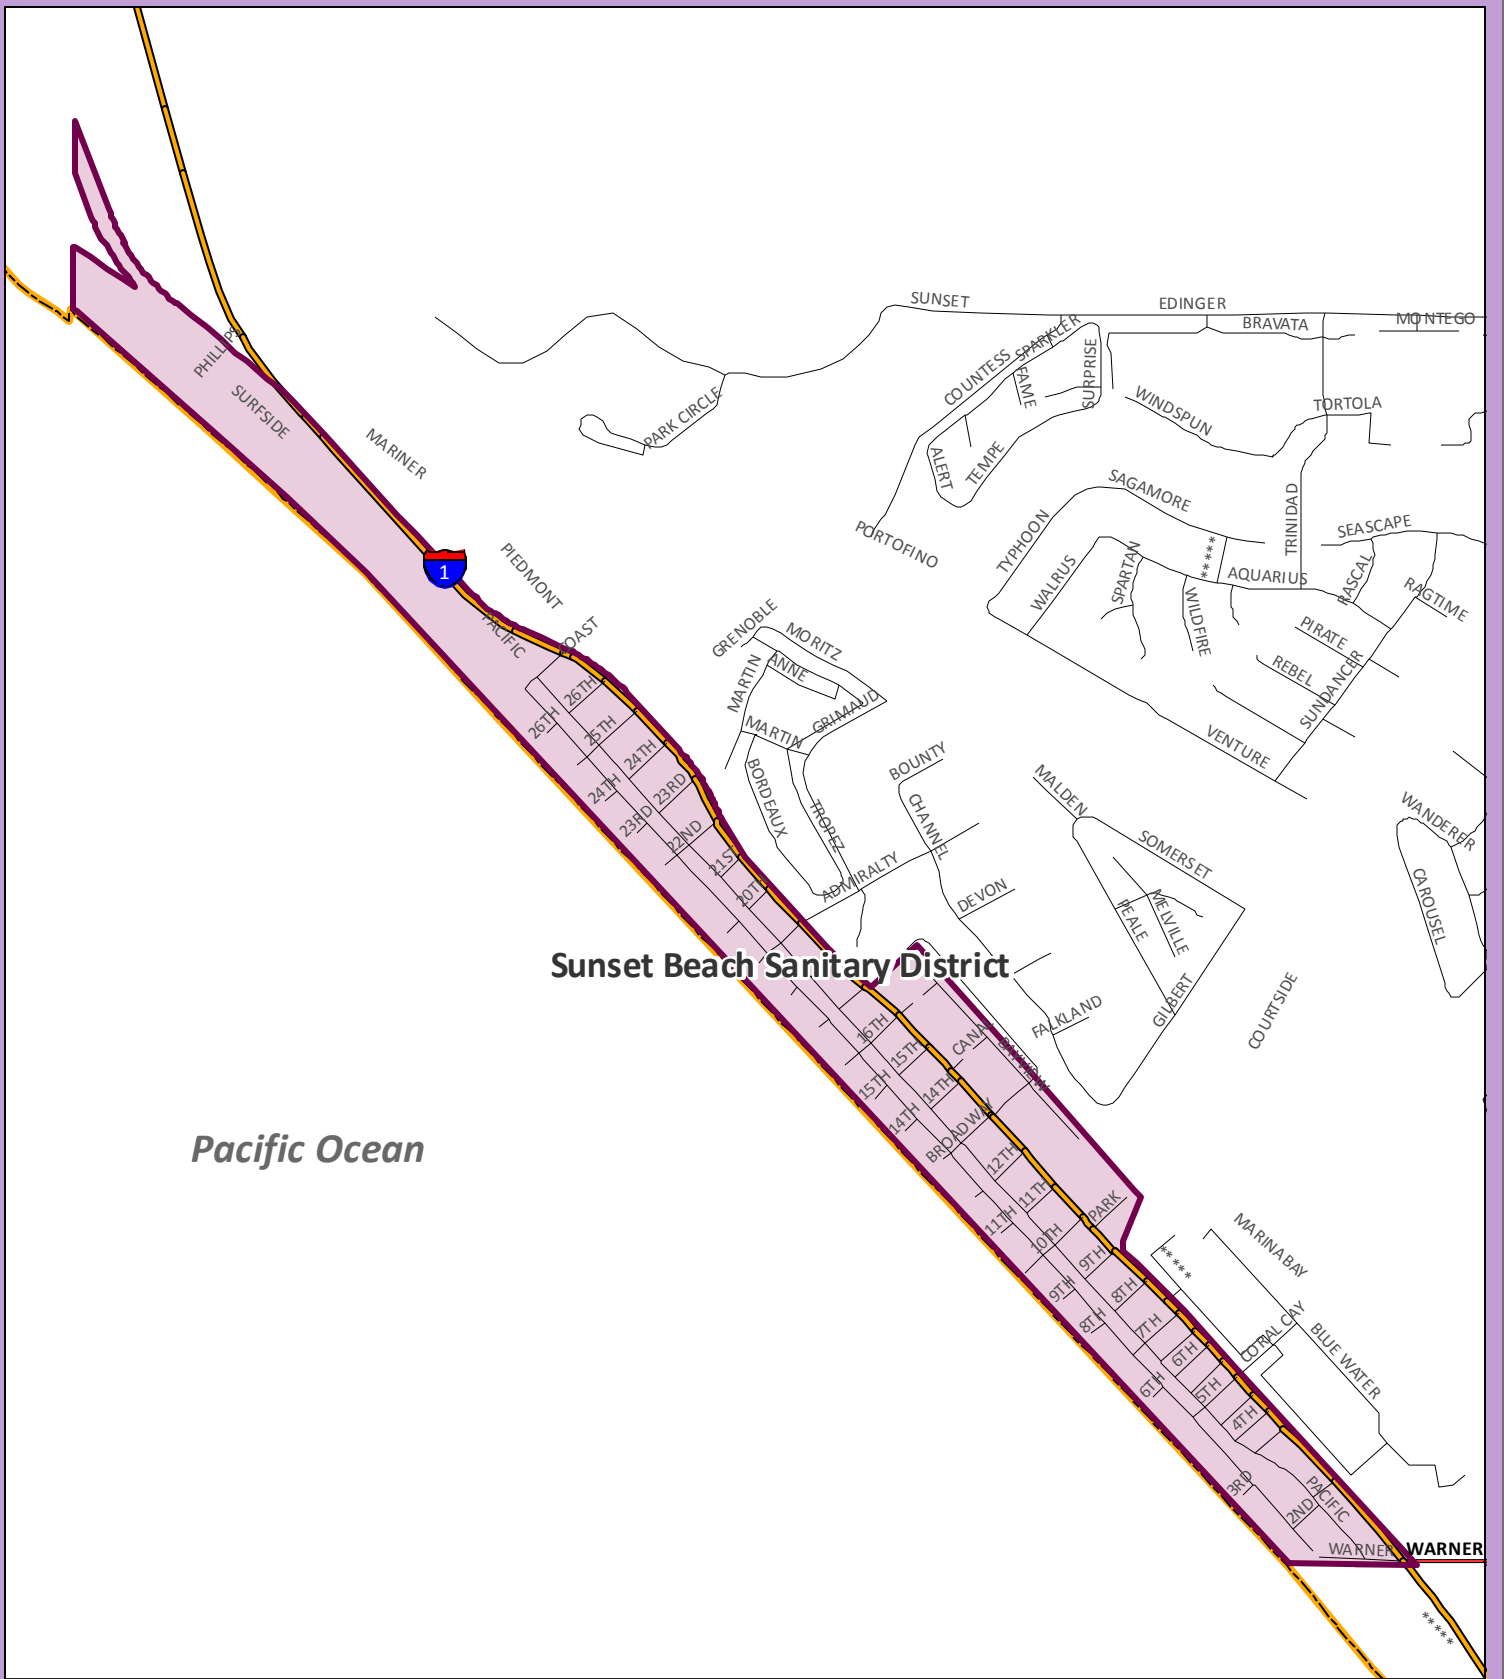 SUNSET
EDINGER
MONTEGO
BRAVATA
SPARKLER
COUNTESS
FAME
SURPRISE
PHILLIPS
SURFSIDE
MARINER
PARK CIRCLE
WINDSPUN
TORTOLA
ALERT
TEMPE
SAGAMORE
TRINIDAD
SEASCAPE
PORTOFINO
TYPHOON
WALRUS
SPARTAN
*****
AQUARIUS
RASCAL
RAGTIME
WILDFIRE
1
PIEDMONT
PACIFIC
COAST
GRENOBLE
MORITZ
ANNE
MARTIN
GRIMAUD
MARTIN
PIRATE
REBEL
SUNDANCER
VENTURE
26TH
26TH
25TH
24TH
24TH
23RD
23RD
22ND
21ST
20TH
BORDEAUX
TROPEZ
BOUNTY
CHANNEL
ADMIRALTY
DEVON
MALDEN
SOMERSET
PEALE
MELVILLE
GILBERT
WANDERER
CAROUSEL
COURTSIDE
FALKLAND
Sunset Beach Sanitary District
16TH
15TH
15TH
14TH
14TH
CANAL
BAYVIEW
BROADWAY
Pacific Ocean
12TH
11TH
11TH
PARK
10TH
9TH
9TH
8TH
8TH
7TH
6TH
6TH
5TH
4TH
3RD
2ND
PACIFIC
*****
MARINA BAY
CORAL CAY
BLUE WATER
WARNER
WARNER
*****